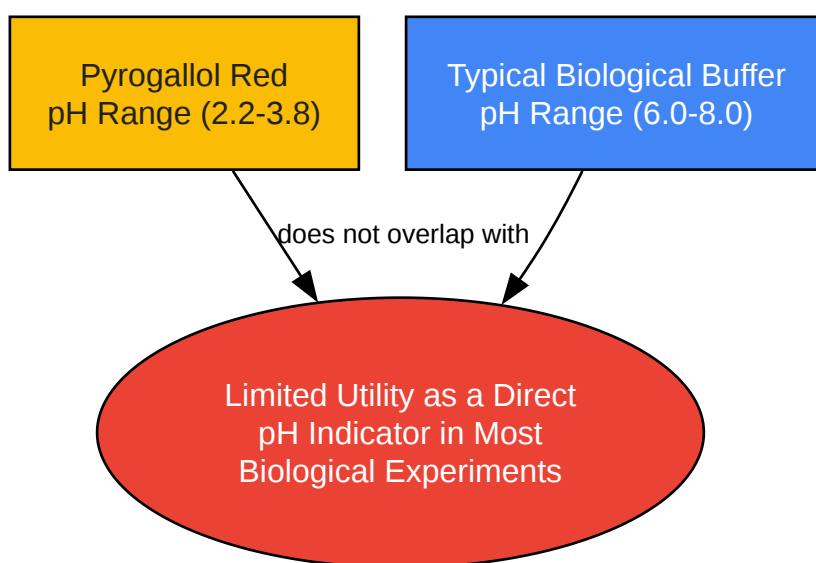 Pyrogallol Red
pH Range (2.2-3.8)
Typical Biological Buffer
pH Range (6.0-8.0)
does not overlap with
Limited Utility as a Direct
pH Indicator in Most
Biological Experiments